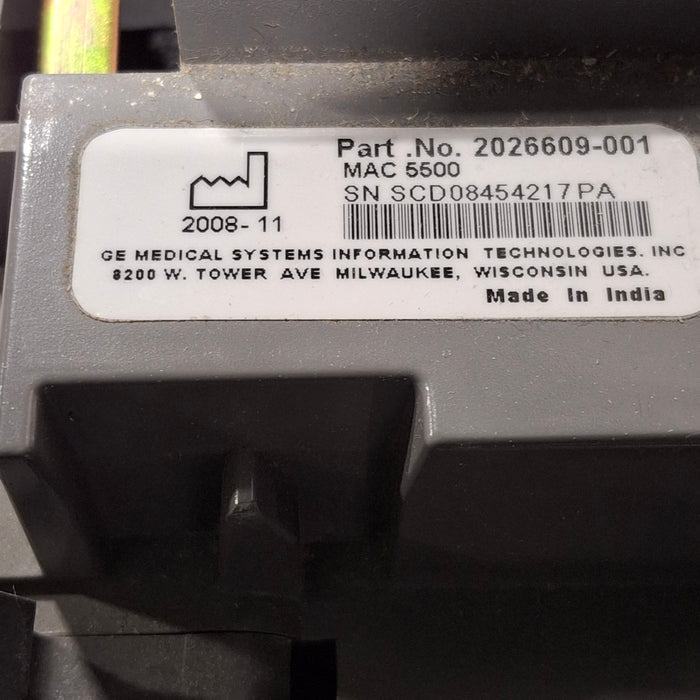 Part .No. 2026609-001
MAC 5500
SN SCD08454217PA
2008-11
GE MEDICAL SYSTEMS INFORMATION TECHNOLOGIES. INC
8200 W. TOWER AVE MILWAUKEE, WISCONSIN USA.
Made In India